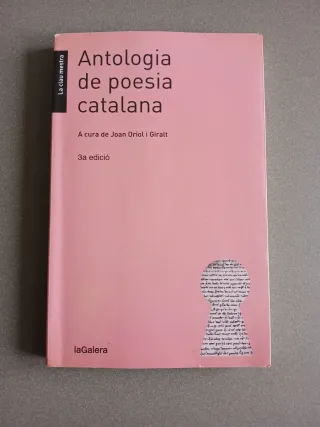 La clau mestra
Antologia
de poesia
catalana
A cura de Joan Oriol i Giralt
3a edició
laGalera